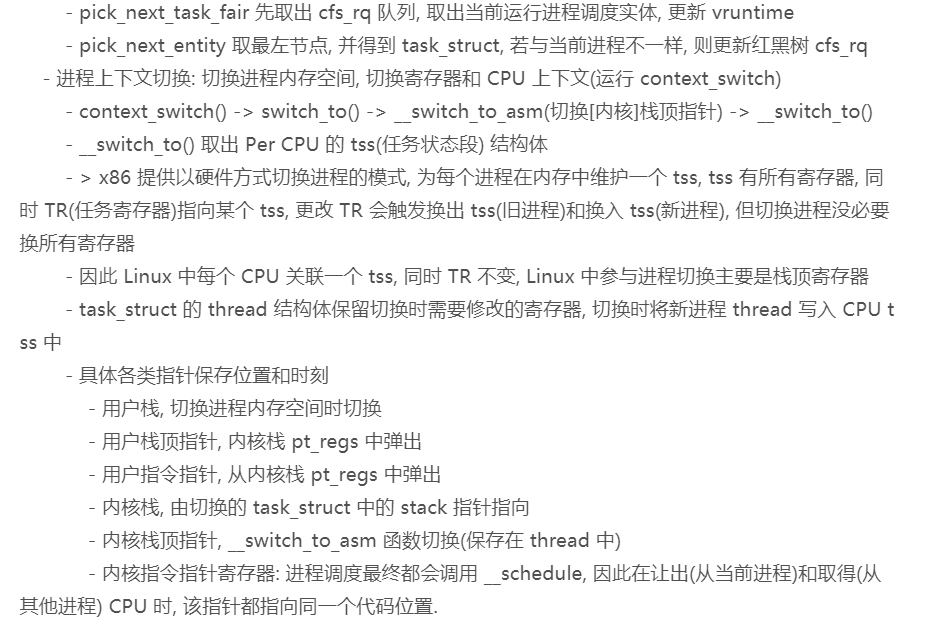 - pick_next_task_fair 先取出 cfs_rq 队列, 取出当前运行进程调度实体, 更新 vruntime
- pick_next_entity 取最左节点, 并得到 task_struct, 若与当前进程不一样, 则更新红黑树 cfs_rq
- 进程上下文切换: 切换进程内存空间, 切换寄存器和 CPU 上下文(运行 context_switch)
- context_switch() -> switch_to() -> __switch_to_asm(切换[内核]栈顶指针) -> __switch_to()
- __switch_to() 取出 Per CPU 的 tss(任务状态段) 结构体
- > x86 提供以硬件方式切换进程的模式, 为每个进程在内存中维护一个 tss, tss 有所有寄存器, 同
时 TR(任务寄存器)指向某个 tss, 更改 TR 会触发换出 tss(旧进程)和换入 tss(新进程), 但切换进程没必要
换所有寄存器
- 因此 Linux 中每个 CPU 关联一个 tss, 同时 TR 不变, Linux 中参与进程切换主要是栈顶寄存器
- task_struct 的 thread 结构体保留切换时需要修改的寄存器, 切换时将新进程 thread 写入 CPU t
ss 中
- 具体各类指针保存位置和时刻
- 用户栈, 切换进程内存空间时切换
- 用户栈顶指针, 内核栈 pt_regs 中弹出
- 用户指令指针, 从内核栈 pt_regs 中弹出
- 内核栈, 由切换的 task_struct 中的 stack 指针指向
- 内核栈顶指针, __switch_to_asm 函数切换(保存在 thread 中)
- 内核指令指针寄存器: 进程调度最终都会调用 __schedule, 因此在让出(从当前进程)和取得(从
其他进程) CPU 时, 该指针都指向同一个代码位置.